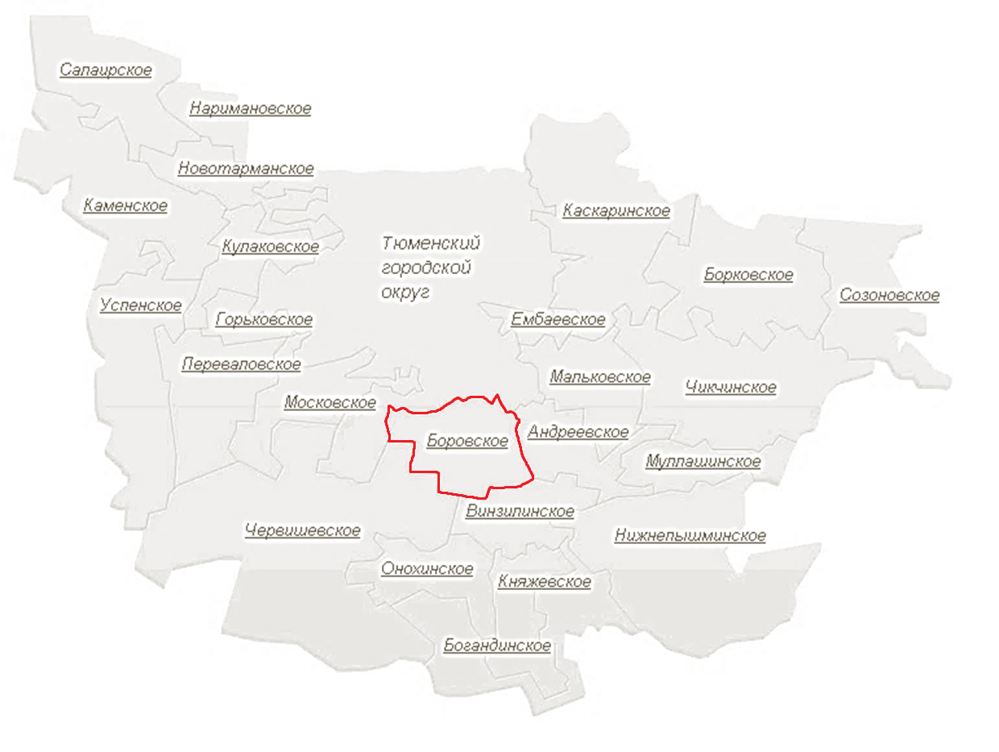 Салаирское
Наримановское
Новотарманское
Каменское
Каскаринское
Кулаковское
Тюменский
городской
округ
Борковское
Созоновское
Успенское
Горьковское
Ембаевское
Переваловское
Мальковское
Чикчинское
Московское
Андреевское
Боровское
Муллашинское
Винзилинское
Червишевское
Нижнепышминское
Онохинское
Княжевское
Богандинское